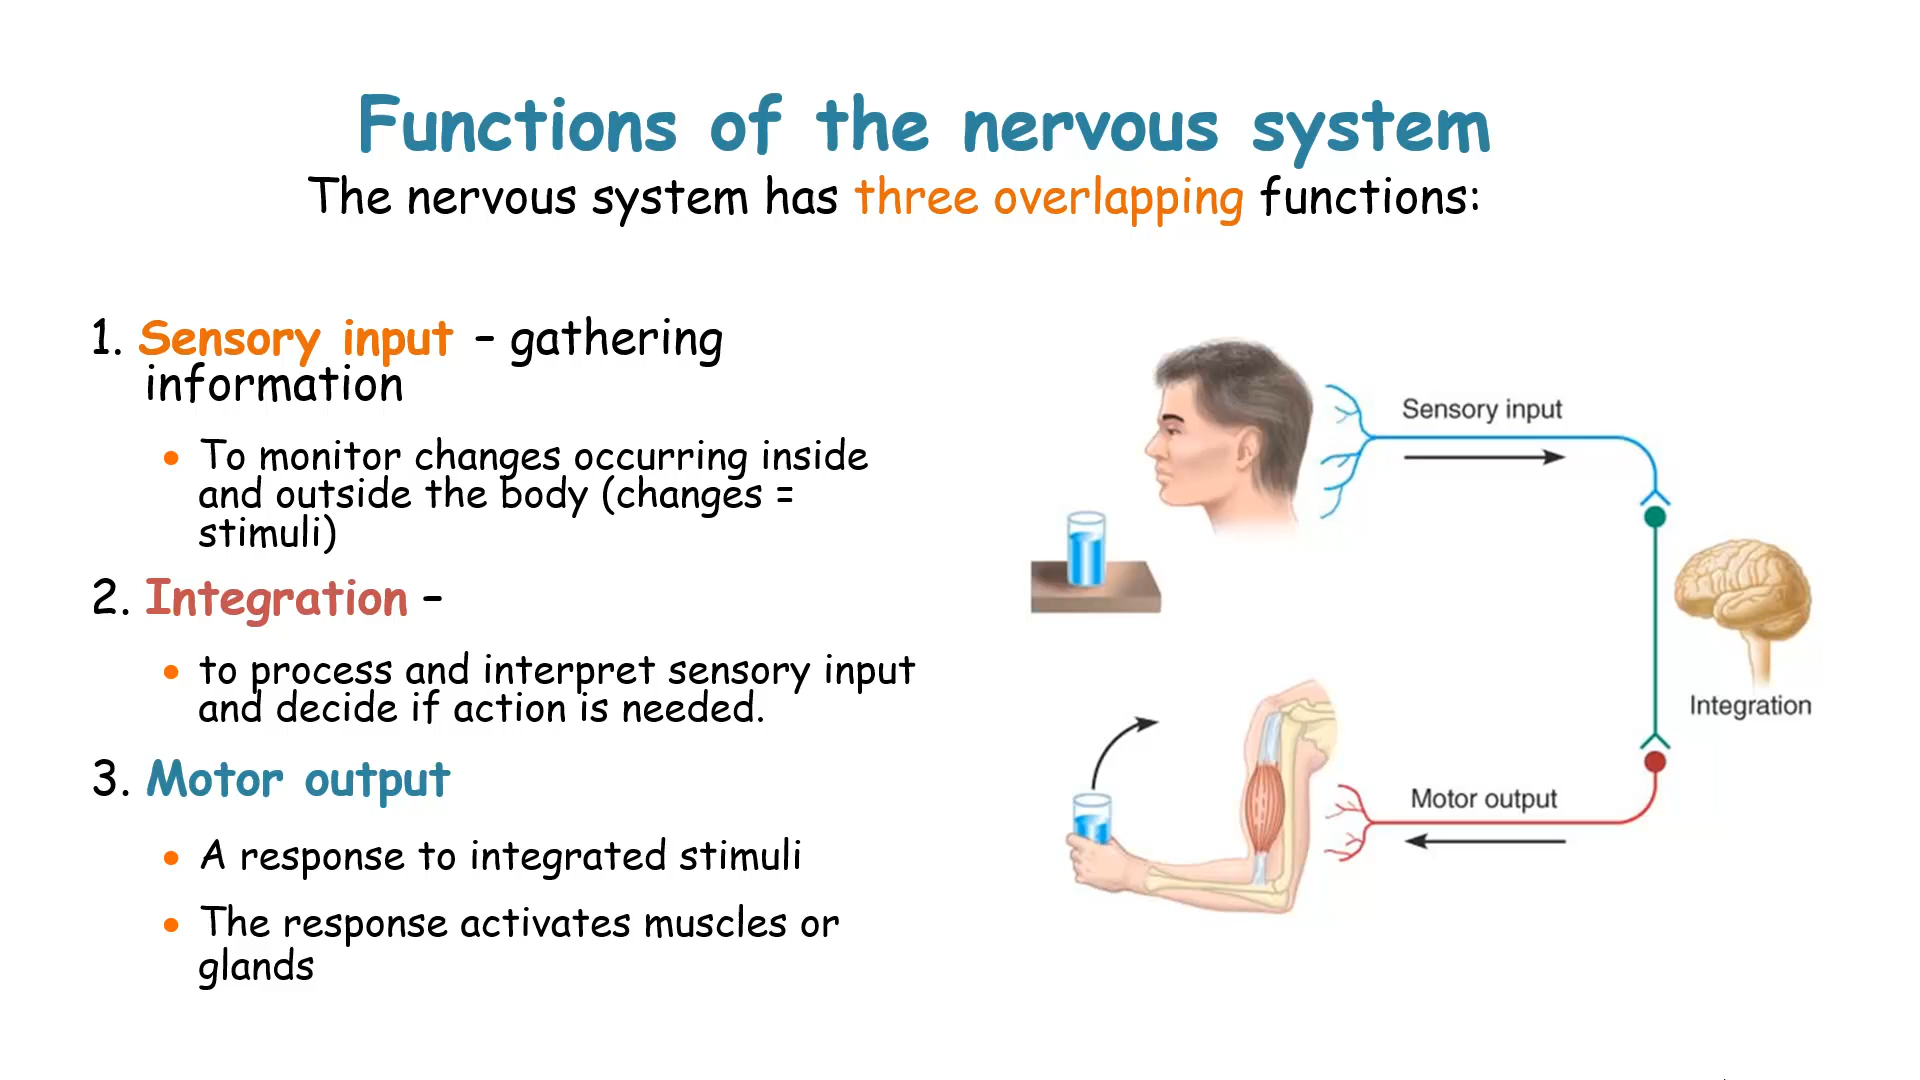 Functions of the nervous system
The nervous system has three overlapping functions:
1. Sensory input – gathering
information
• To monitor changes occurring inside
and outside the body (changes =
stimuli)
2. Integration –
• to process and interpret sensory input
and decide if action is needed.
3. Motor output
• A response to integrated stimuli
• The response activates muscles or
glands
Sensory input
Integration
Motor output